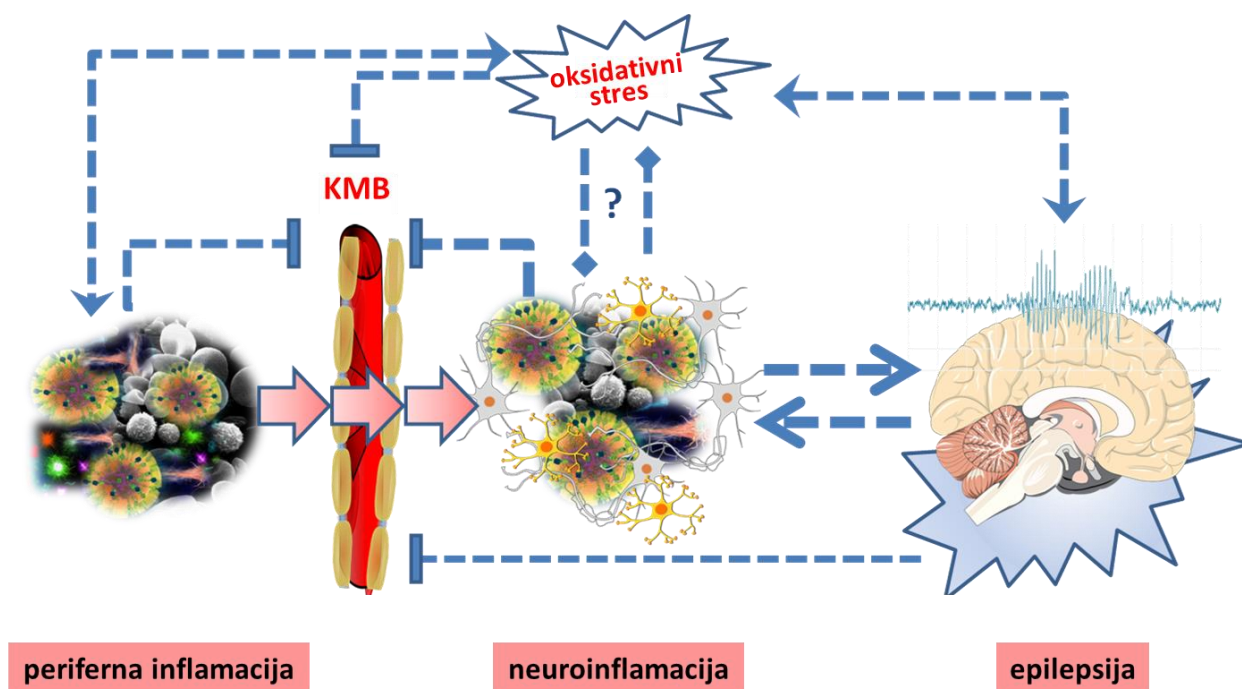 oksidativni
stres
KMB
?
periferna inflamacija
neuroinflamacija
epilepsija